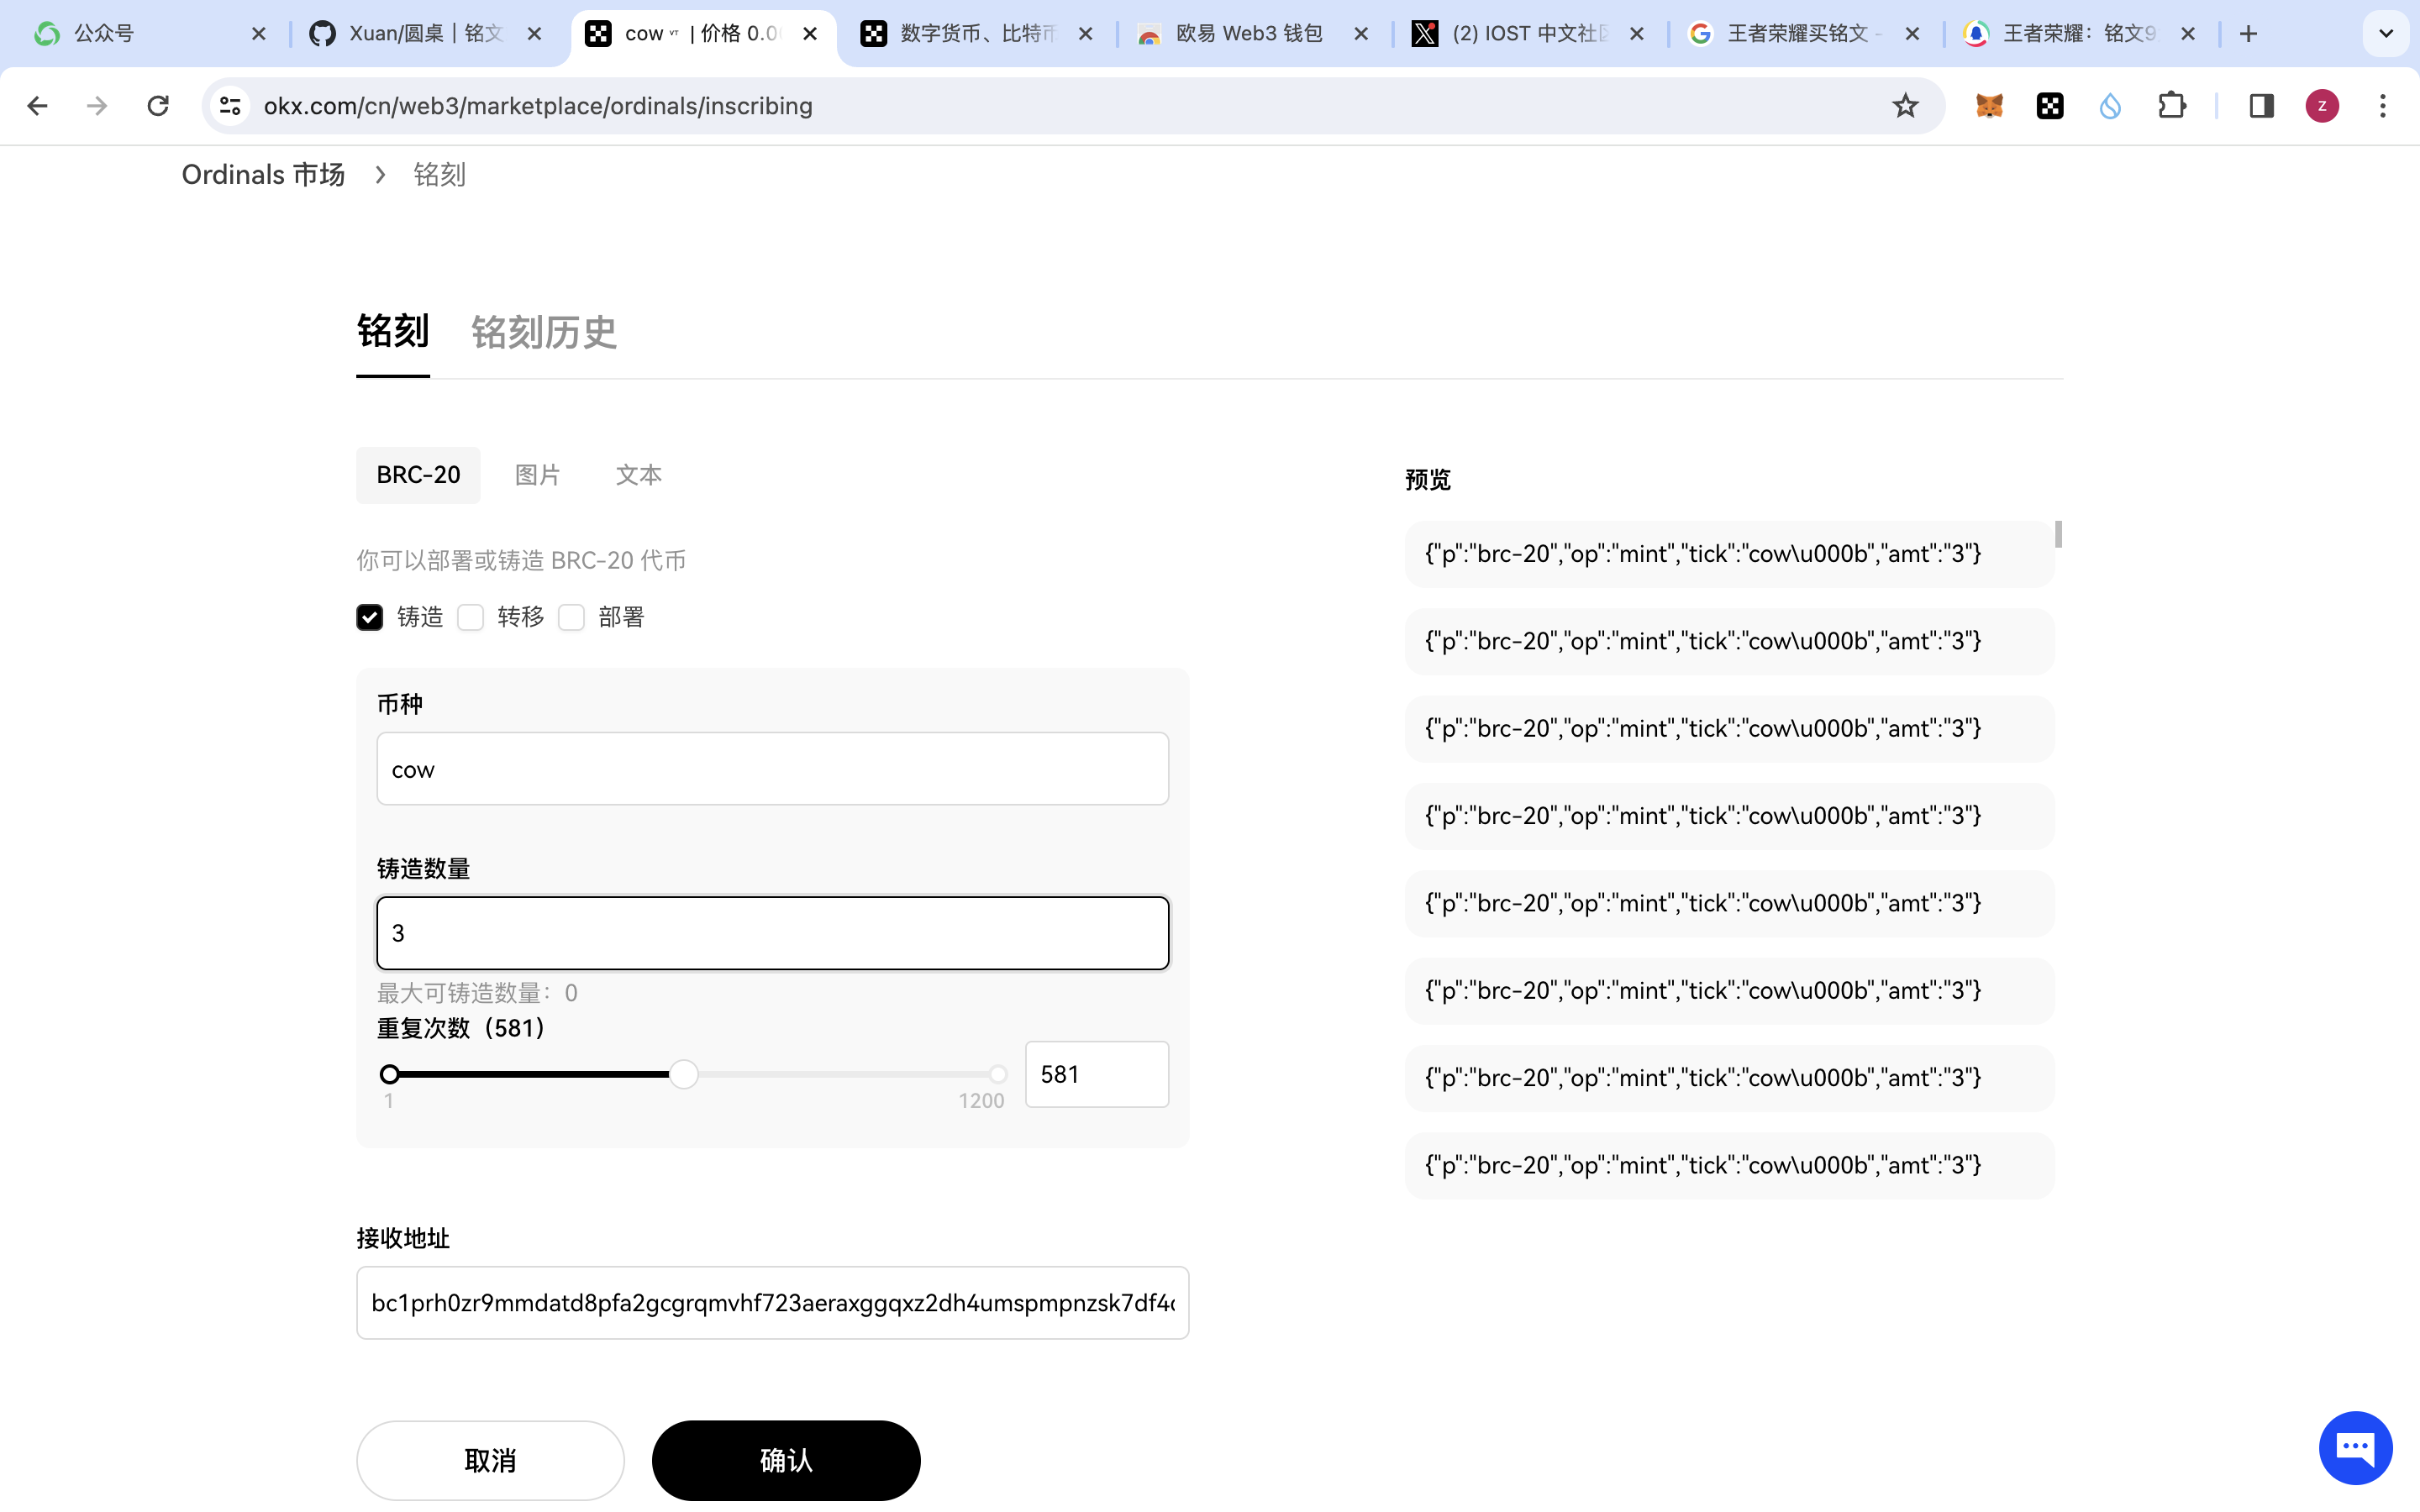 公众号
Xuan/圆桌｜铭文
cow VT | 价格 0.0
数字货币、比特币
欧易 Web3 钱包
(2) IOST 中文社区
王者荣耀买铭文 -
王者荣耀：铭文9
okx.com/cn/web3/marketplace/ordinals/inscribing
Z
Ordinals 市场 > 铭刻
铭刻 铭刻历史
BRC-20 图片 文本
你可以部署或铸造 BRC-20 代币
铸造 转移 部署
币种
cow
铸造数量
3
最大可铸造数量：0
重复次数（581）
581
1 1200
接收地址
bc1prh0zr9mmdatd8pfa2gcgrqmvhf723aeraxggqxz2dh4umspmpnzsk7df4
取消 确认
预览
{"p":"brc-20","op":"mint","tick":"cow\u000b","amt":"3"}
{"p":"brc-20","op":"mint","tick":"cow\u000b","amt":"3"}
{"p":"brc-20","op":"mint","tick":"cow\u000b","amt":"3"}
{"p":"brc-20","op":"mint","tick":"cow\u000b","amt":"3"}
{"p":"brc-20","op":"mint","tick":"cow\u000b","amt":"3"}
{"p":"brc-20","op":"mint","tick":"cow\u000b","amt":"3"}
{"p":"brc-20","op":"mint","tick":"cow\u000b","amt":"3"}
{"p":"brc-20","op":"mint","tick":"cow\u000b","amt":"3"}